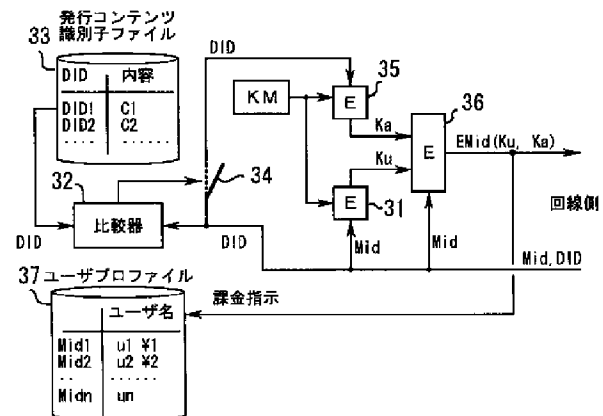 発行コンテンツ
33 識別子ファイル
DID 内容
DID1 C1
DID2 C2
DID
35
KM
E
36
Ka
E
EMid(Ku, Ka)
Ku
34
32
E
31
回線側
比較器
DID
DID
Mid
Mid
Mid,DID
37 ユーザプロファイル
課金指示
ユーザ名
Mid1 u1 ¥1
Mid2 u2 ¥2
Midn un